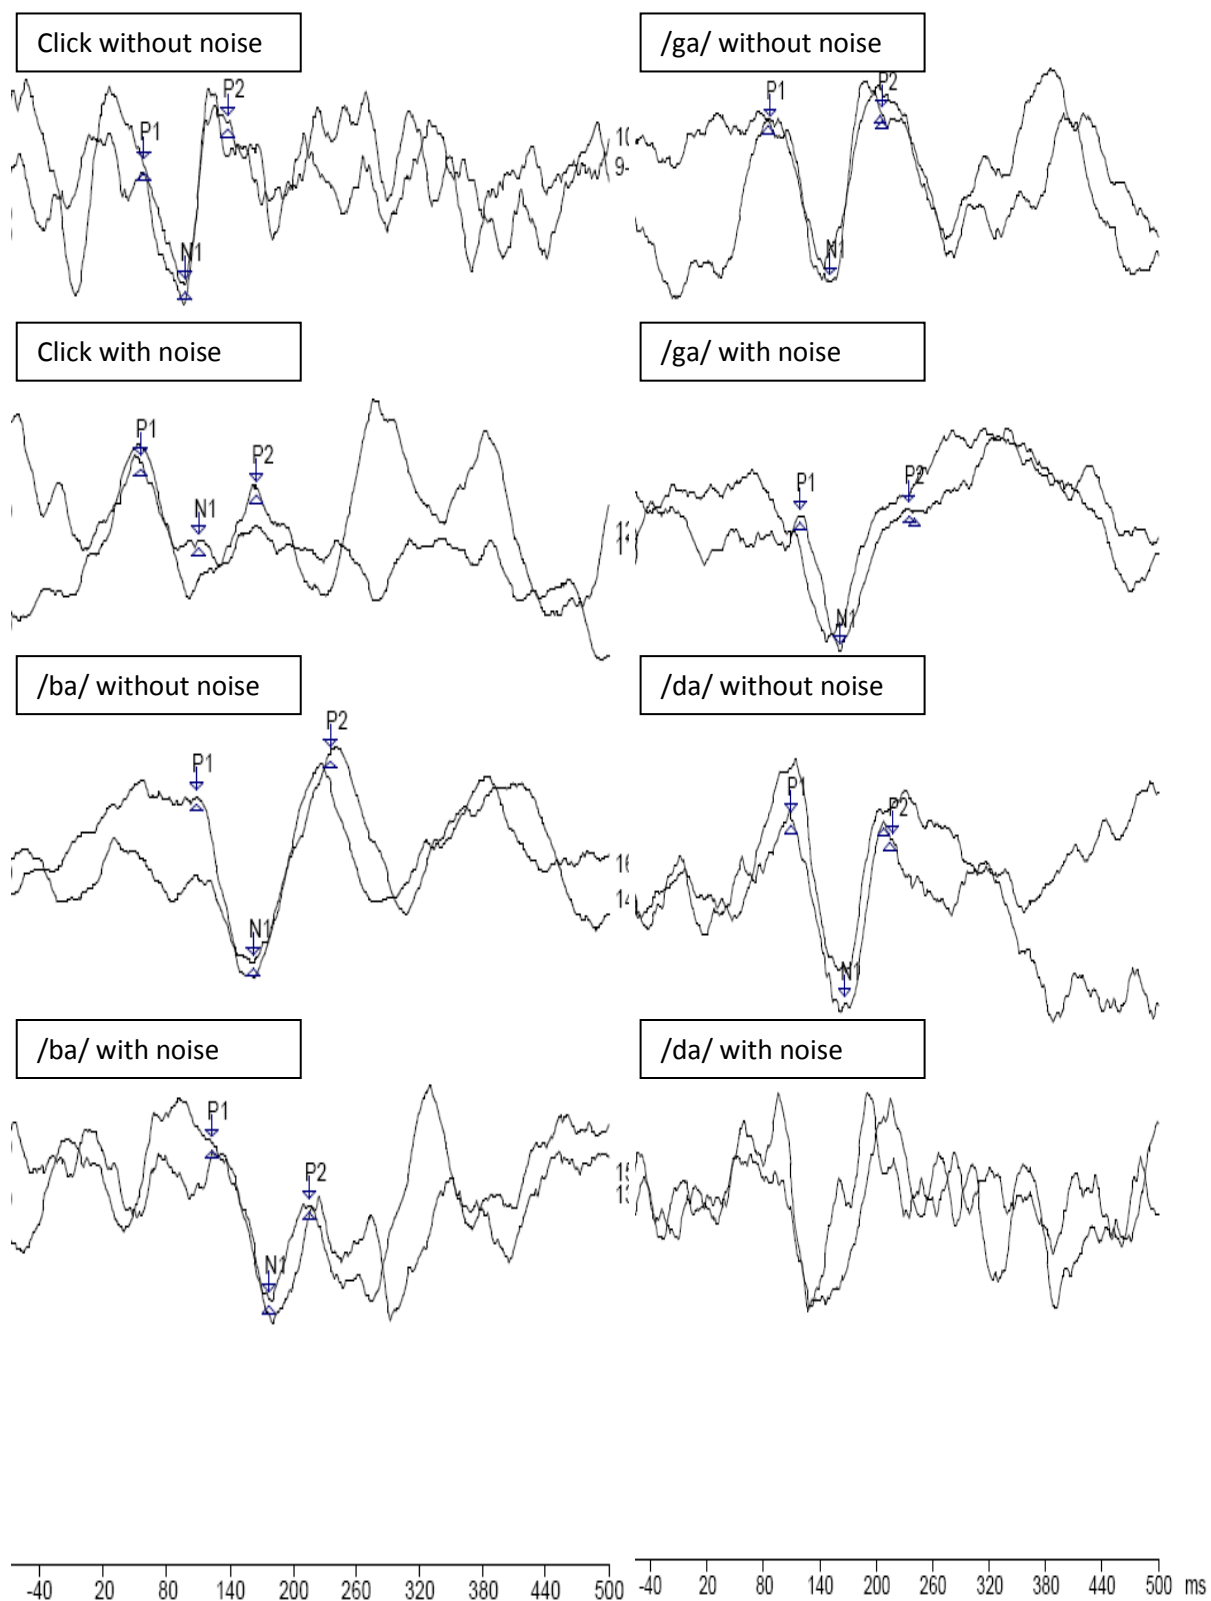 Click without noise
P1
N1
P2
Click with noise
P1
N1
P2
/ba/ without noise
P1
N1
P2
/ba/ with noise
P1
N1
P2
-40 20 80 140 200 260 320 380 440 500
/ga/ without noise
P1
N1
P2
9-
/ga/ with noise
P1
N1
P2
/da/ without noise
P1
N1
P2
/da/ with noise
-40 20 80 140 200 260 320 380 440 500 ms